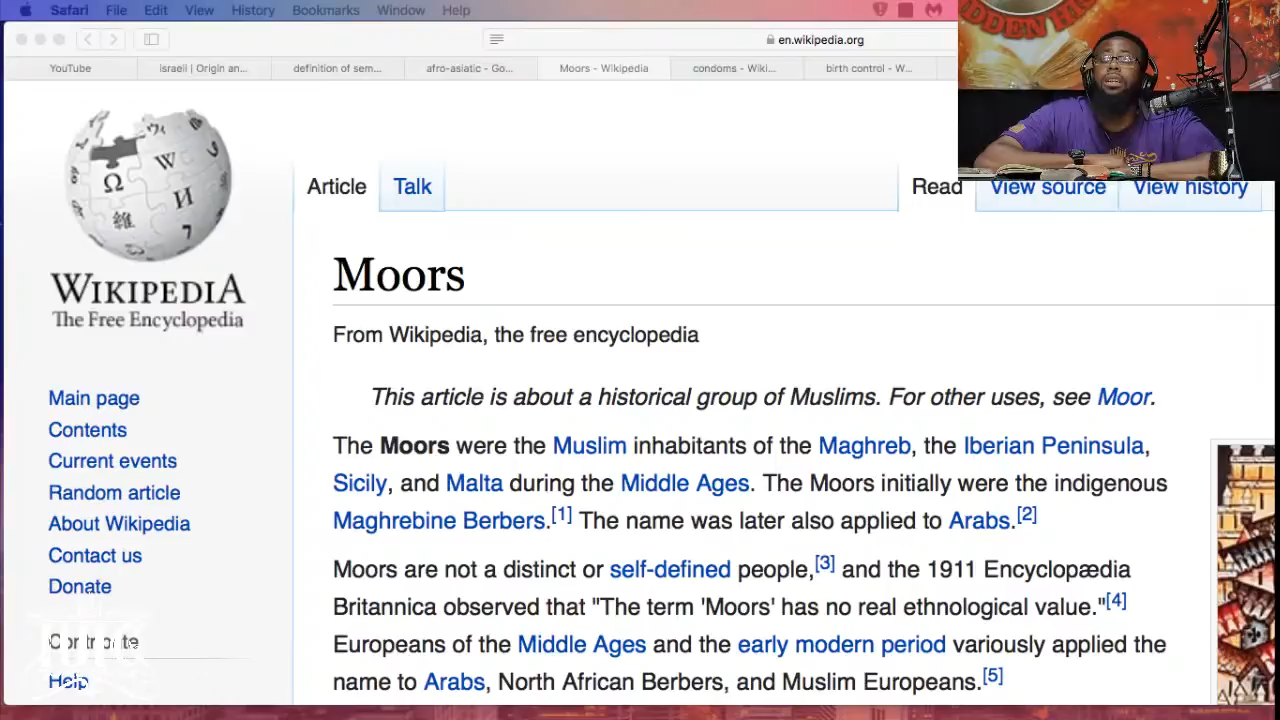 Safari File Edit View History Bookmarks Window Help
en.wikipedia.org
YouTube israeli | Origin an... definition of sem... afro-asiatic - Go... Moors - Wikipedia condoms - Wiki... birth control - W...
Article Talk Read View source View history
WIKIPEDIA
The Free Encyclopedia
Moors
From Wikipedia, the free encyclopedia
This article is about a historical group of Muslims. For other uses, see Moor.
The Moors were the Muslim inhabitants of the Maghreb, the Iberian Peninsula,
Sicily, and Malta during the Middle Ages. The Moors initially were the indigenous
Maghrebine Berbers.[1] The name was later also applied to Arabs.[2]
Moors are not a distinct or self-defined people,[3] and the 1911 Encyclopædia
Britannica observed that "The term 'Moors' has no real ethnological value."[4]
Europeans of the Middle Ages and the early modern period variously applied the
name to Arabs, North African Berbers, and Muslim Europeans.[5]
Main page
Contents
Current events
Random article
About Wikipedia
Contact us
Donate
Contribute
Help
IUIC